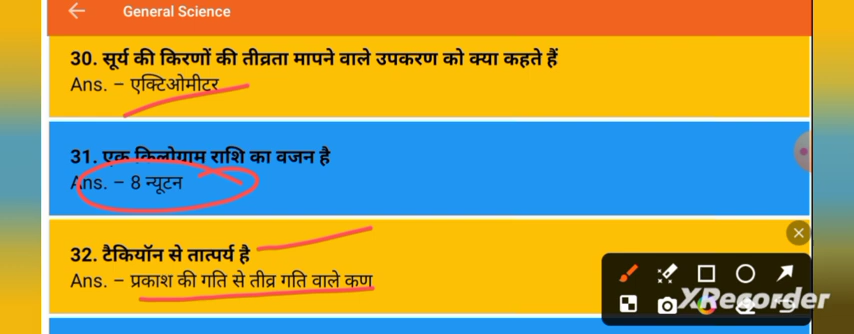 General Science
30. सूर्य की किरणों की तीव्रता मापने वाले उपकरण को क्या कहते हैं
Ans. – एक्टिओमीटर
31. एक किलोग्राम राशि का वजन है
Ans. – 8 न्यूटन
32. टैकियॉन से तात्पर्य है
Ans. – प्रकाश की गति से तीव्र गति वाले कण
XRecorder